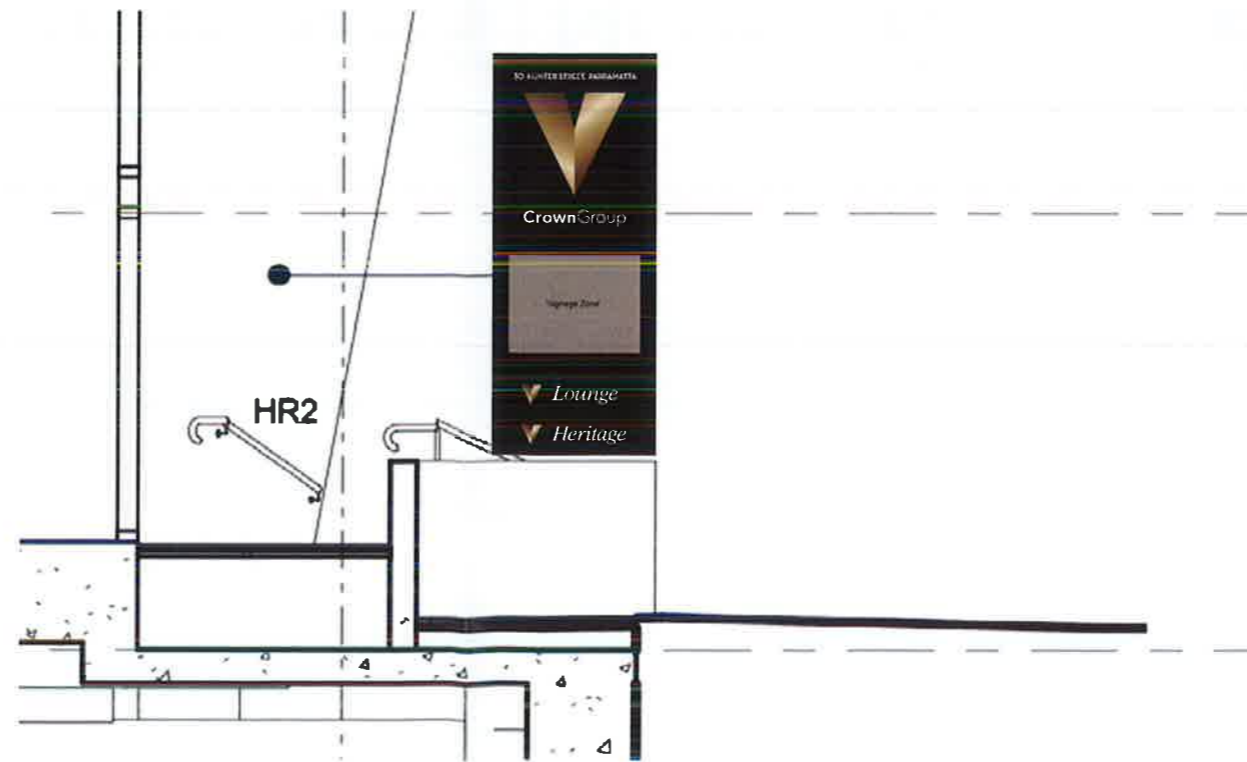 30 HUNTER STREET, PARRAMATTA
CrownGroup
Signage Zone
HR2
Lounge
Heritage